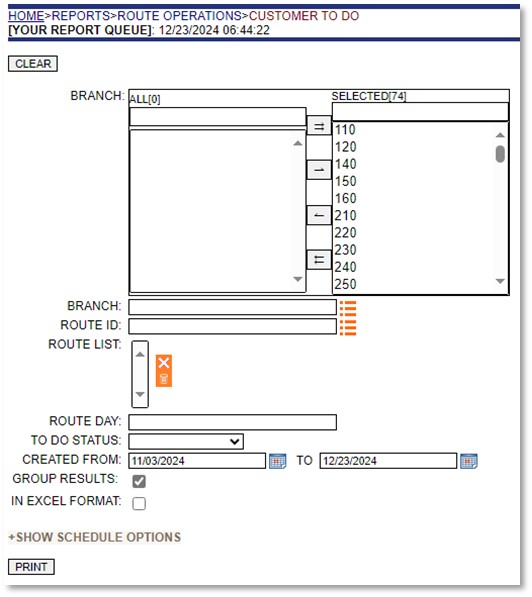 HOME>REPORTS>ROUTE OPERATIONS>CUSTOMER TO DO
[YOUR REPORT QUEUE]: 12/23/2024 06:44:22
CLEAR
BRANCH: ALL[0] SELECTED[74]
110
120
140
150
160
210
220
230
240
250
BRANCH:
ROUTE ID:
ROUTE LIST:
ROUTE DAY:
TO DO STATUS:
CREATED FROM: 11/03/2024 TO 12/23/2024
GROUP RESULTS:
IN EXCEL FORMAT:
+SHOW SCHEDULE OPTIONS
PRINT